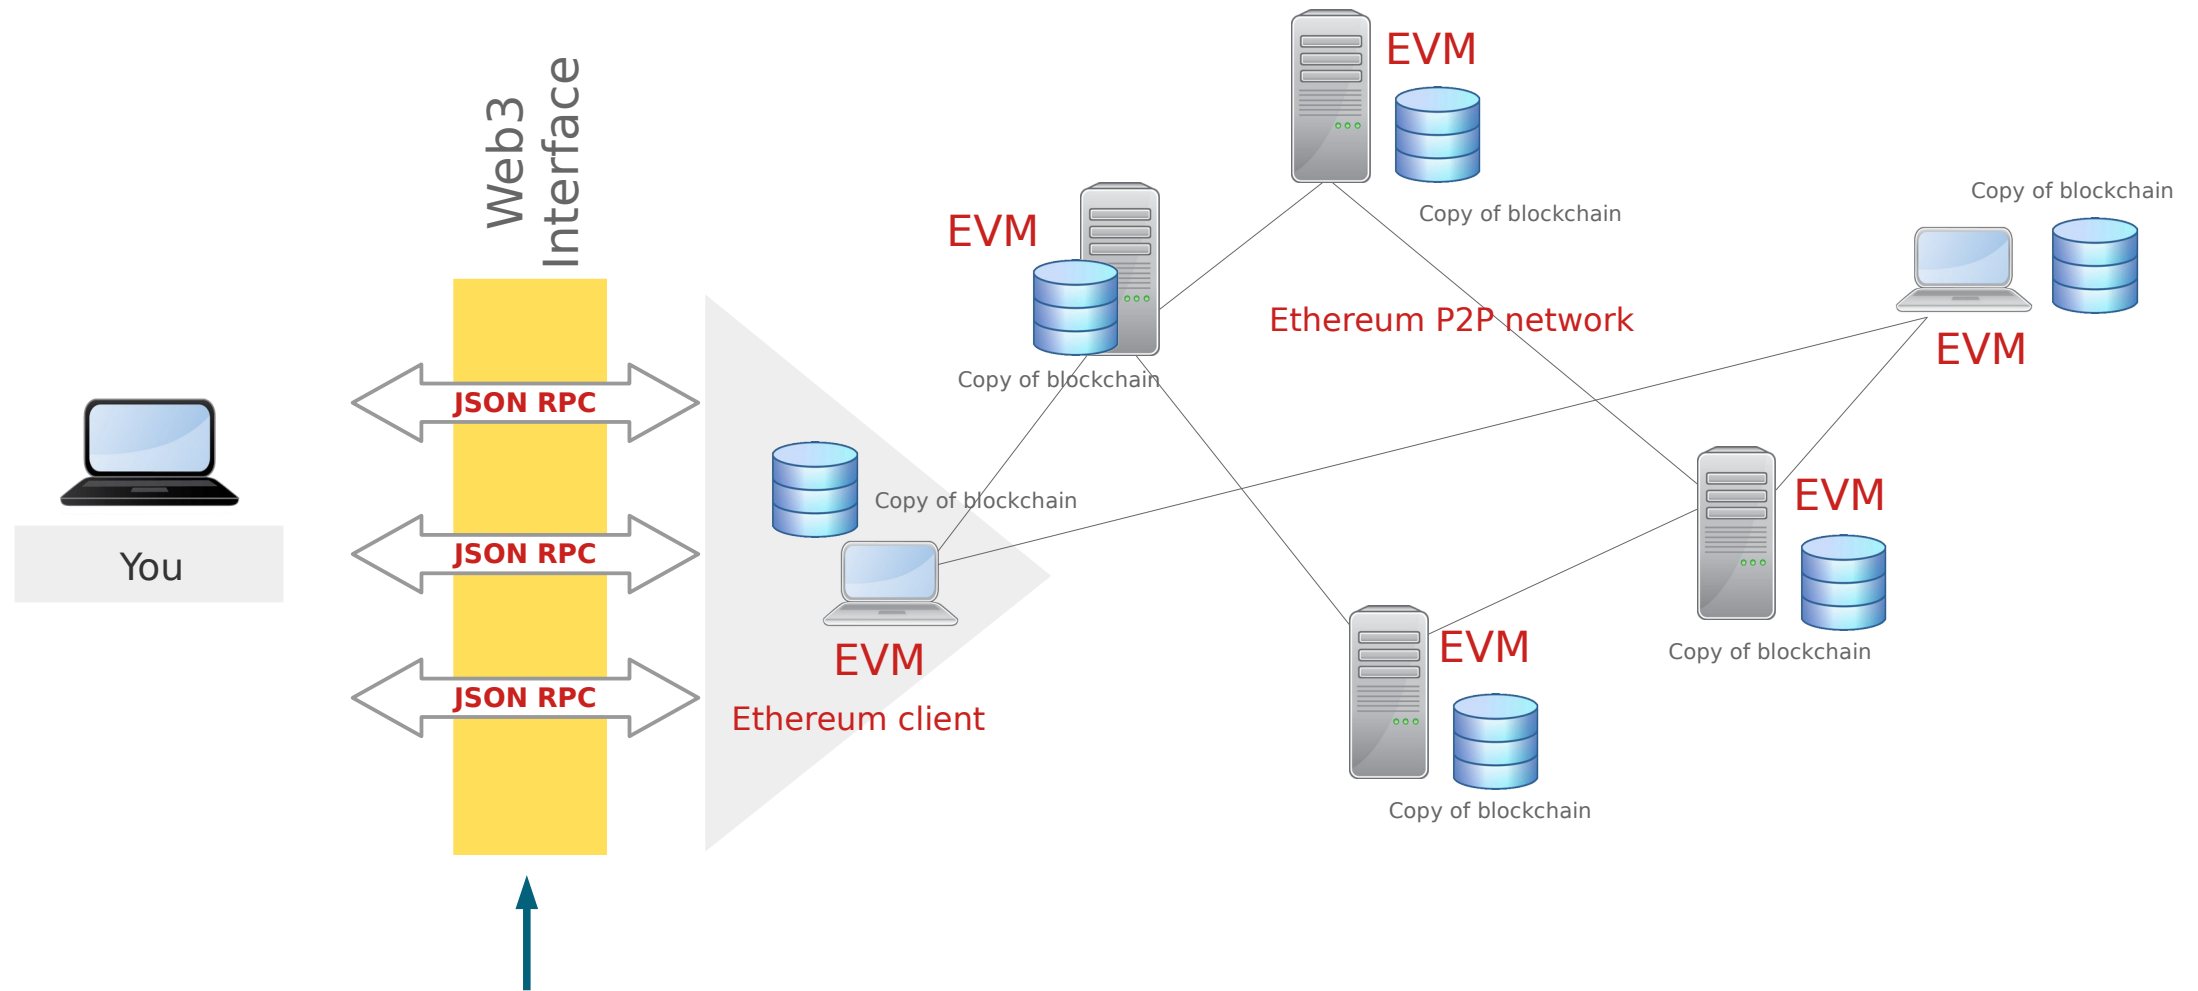 Web3
Interface
You
JSON RPC
JSON RPC
JSON RPC
Copy of blockchain
EVM
Ethereum client
EVM
Copy of blockchain
EVM
Copy of blockchain
Ethereum P2P network
Copy of blockchain
EVM
EVM
Copy of blockchain
EVM
Copy of blockchain